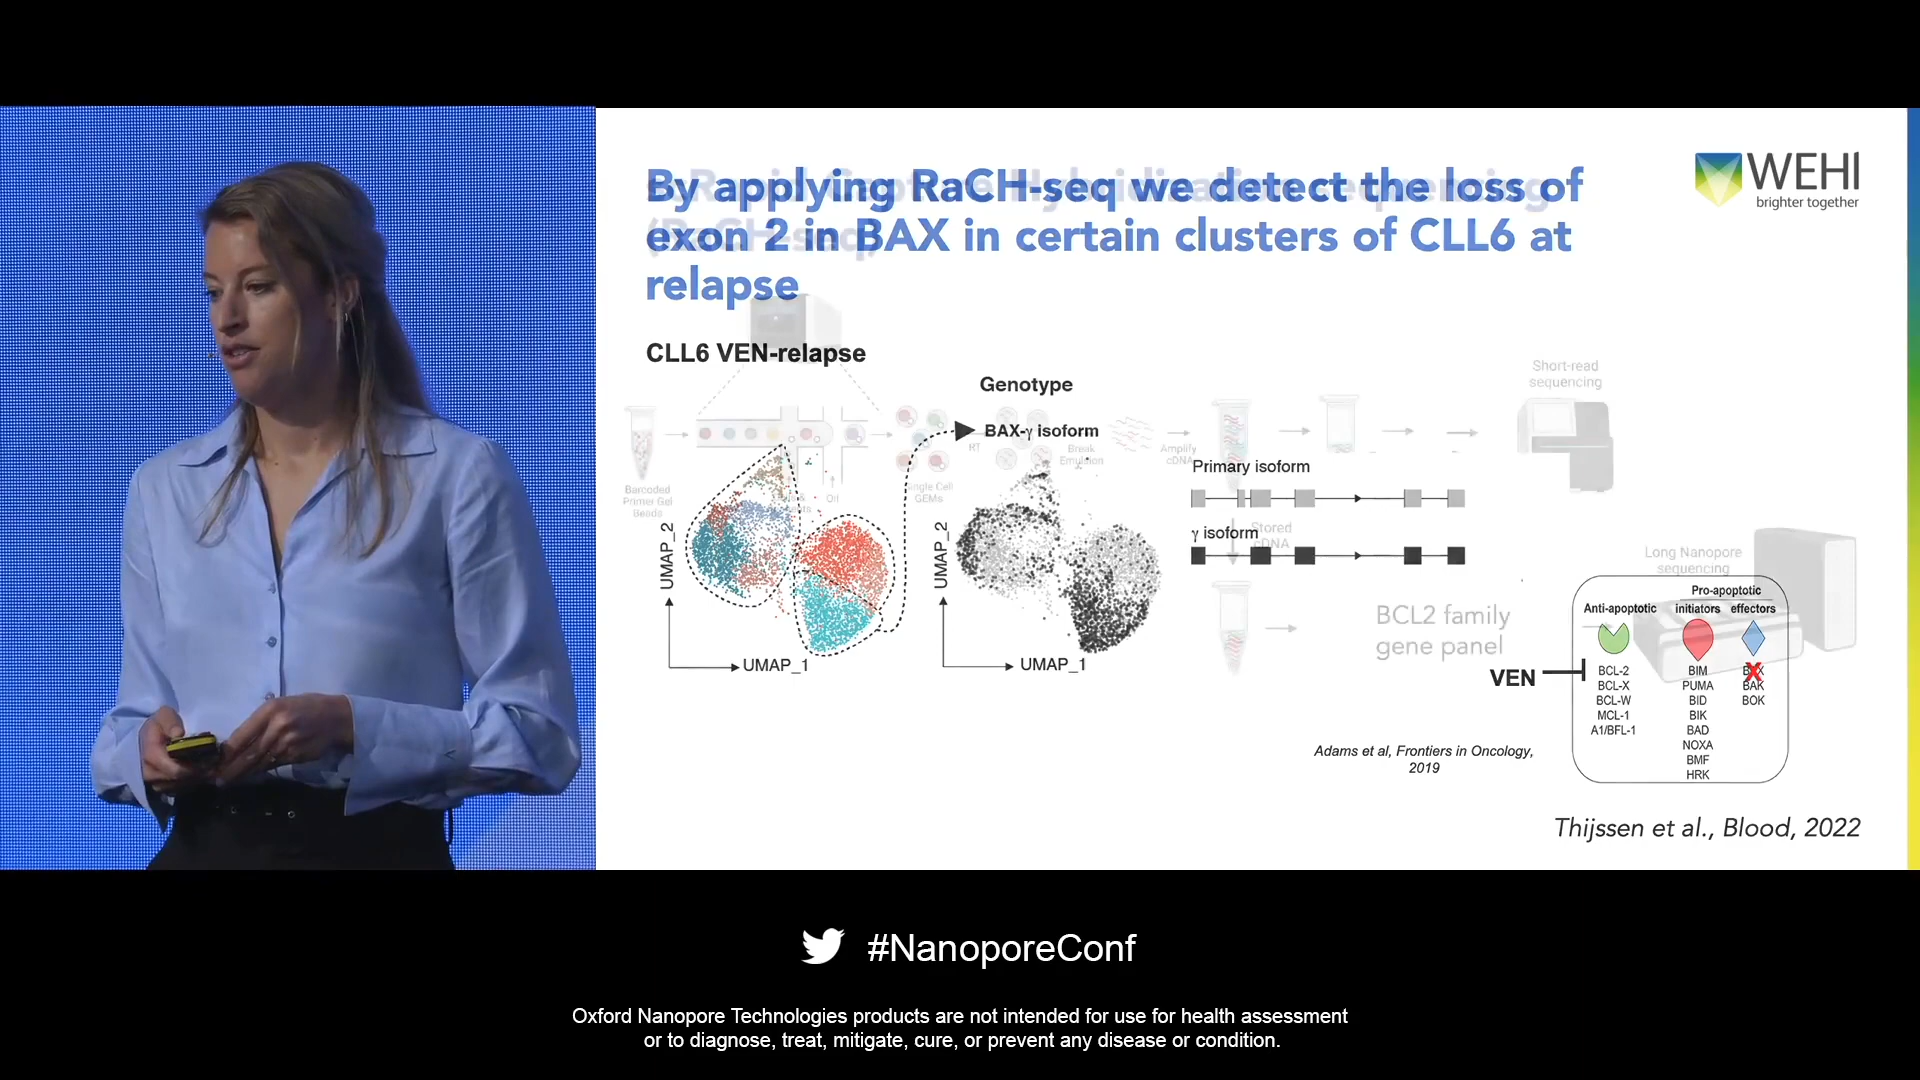 By applying RaCH-seq we detect the loss of
exon 2 in BAX in certain clusters of CLL6 at
relapse
WEHI
brighter together
CLL6 VEN-relapse
Genotype
BAX-γ isoform
Barcoded
Primer Gel
Beads
Oil
Single Cell
GEMs
RT
Break
Emulsion
Amplify
cDNA
Short-read
sequencing
Primary isoform
γ isoform
Stored
cDNA
UMAP_2
UMAP_1
UMAP_2
UMAP_1
BCL2 family
gene panel
Long Nanopore
sequencing
VEN
Pro-apoptotic
Anti-apoptotic initiators effectors
BCL-2
BCL-X
BCL-W
MCL-1
A1/BFL-1
BIM
PUMA
BID
BIK
BAD
NOXA
BMF
HRK
BAX
BAK
BOK
Adams et al, Frontiers in Oncology,
2019
Thijssen et al., Blood, 2022
#NanoporeConf
Oxford Nanopore Technologies products are not intended for use for health assessment
or to diagnose, treat, mitigate, cure, or prevent any disease or condition.